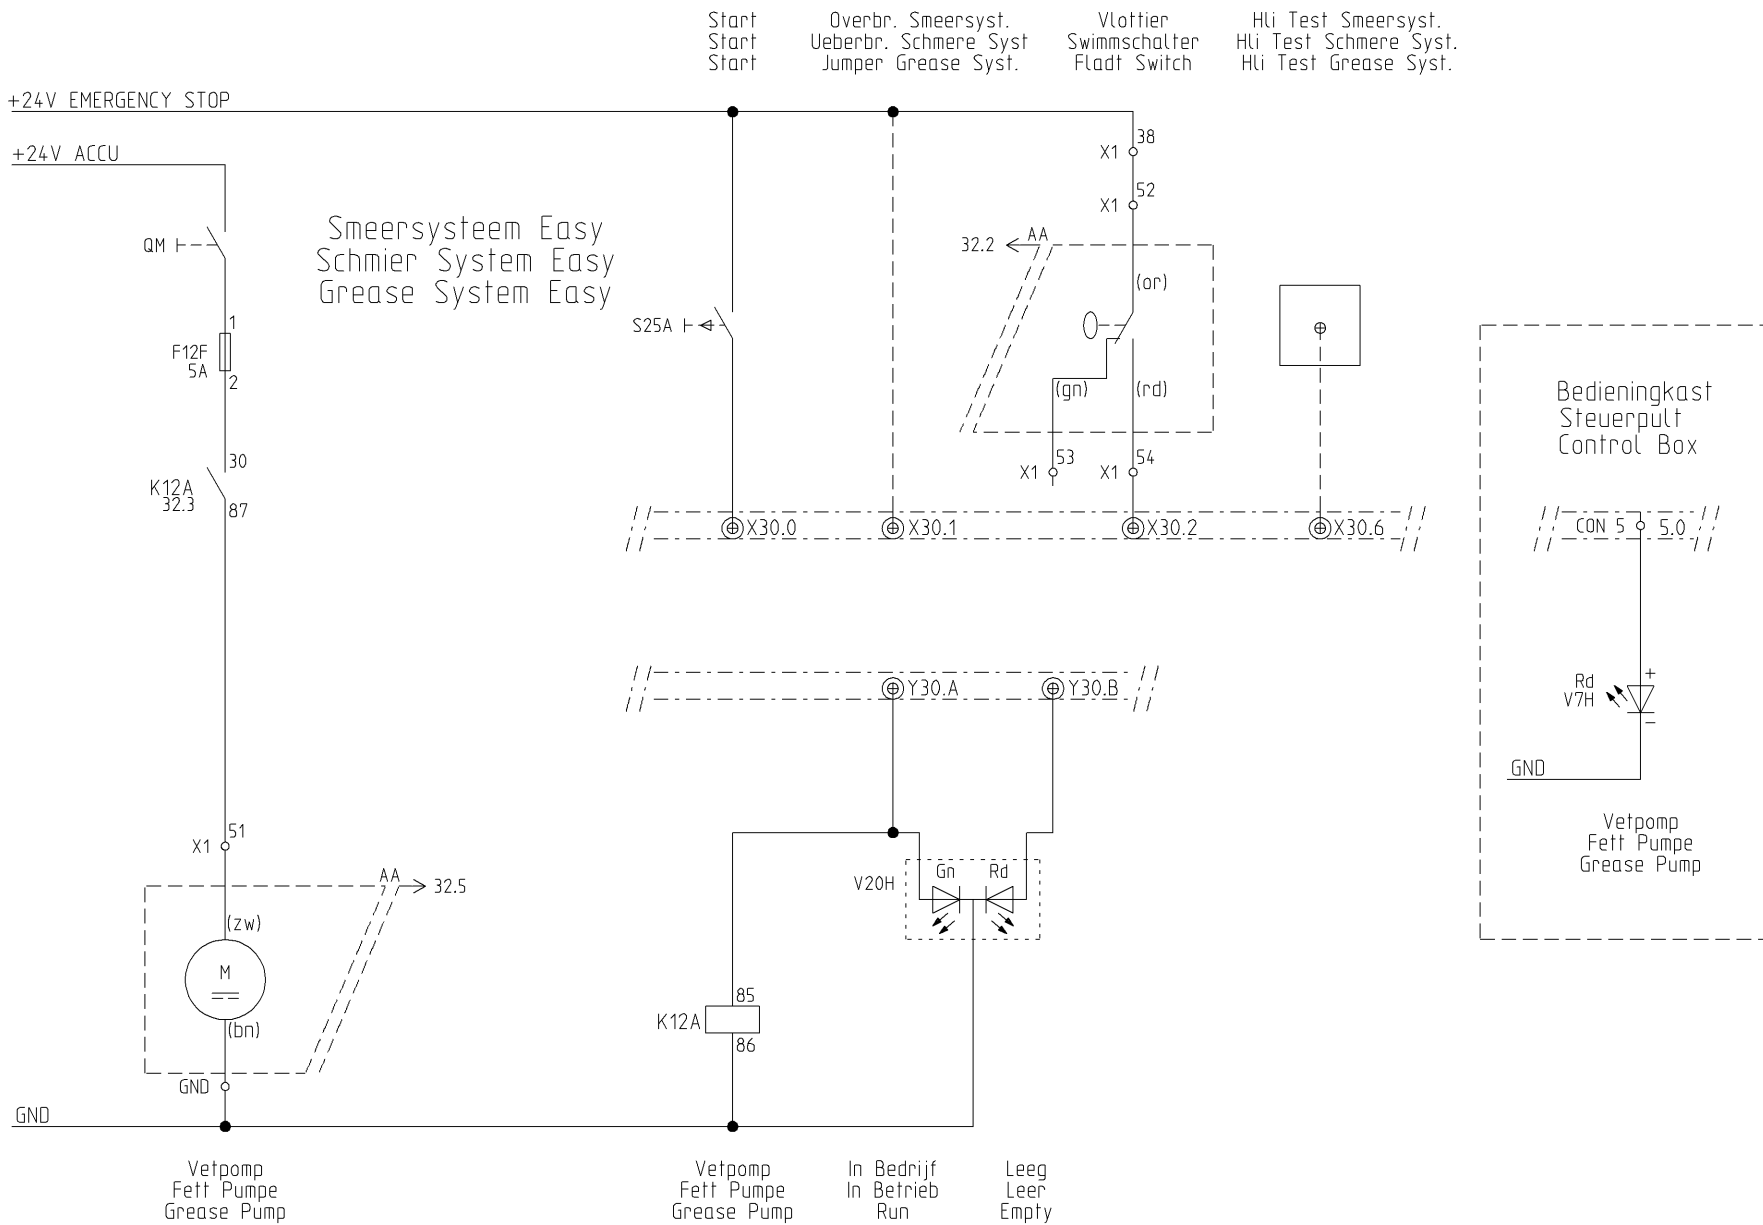 Start
Start
Start
Overbr. Smeersyst.
Ueberbr. Schmere Syst
Jumper Grease Syst.
Vlottier
Swimmschalter
Fladt Switch
Hli Test Smeersyst.
Hli Test Schmere Syst.
Hli Test Grease Syst.
+24V EMERGENCY STOP
+24V ACCU
38
X1
52
X1
Smeersysteem Easy
Schmier System Easy
Grease System Easy
QM
32.2
AA
(or)
1
F12F
5A
2
S25A
(gn)
(rd)
Bedieningkast
Steuerpult
Control Box
30
K12A
32.3
87
X1
53
X1
54
X30.0
X30.1
X30.2
X30.6
CON 5
5.0
Y30.A
Y30.B
Rd
V7H
+
–
GND
51
X1
Vetpomp
Fett Pumpe
Grease Pump
AA
32.5
V20H
Gn
Rd
(zw)
M
(bn)
85
K12A
86
GND
GND
Vetpomp
Fett Pumpe
Grease Pump
Vetpomp
Fett Pumpe
Grease Pump
In Bedrijf
In Betrieb
Run
Leeg
Leer
Empty